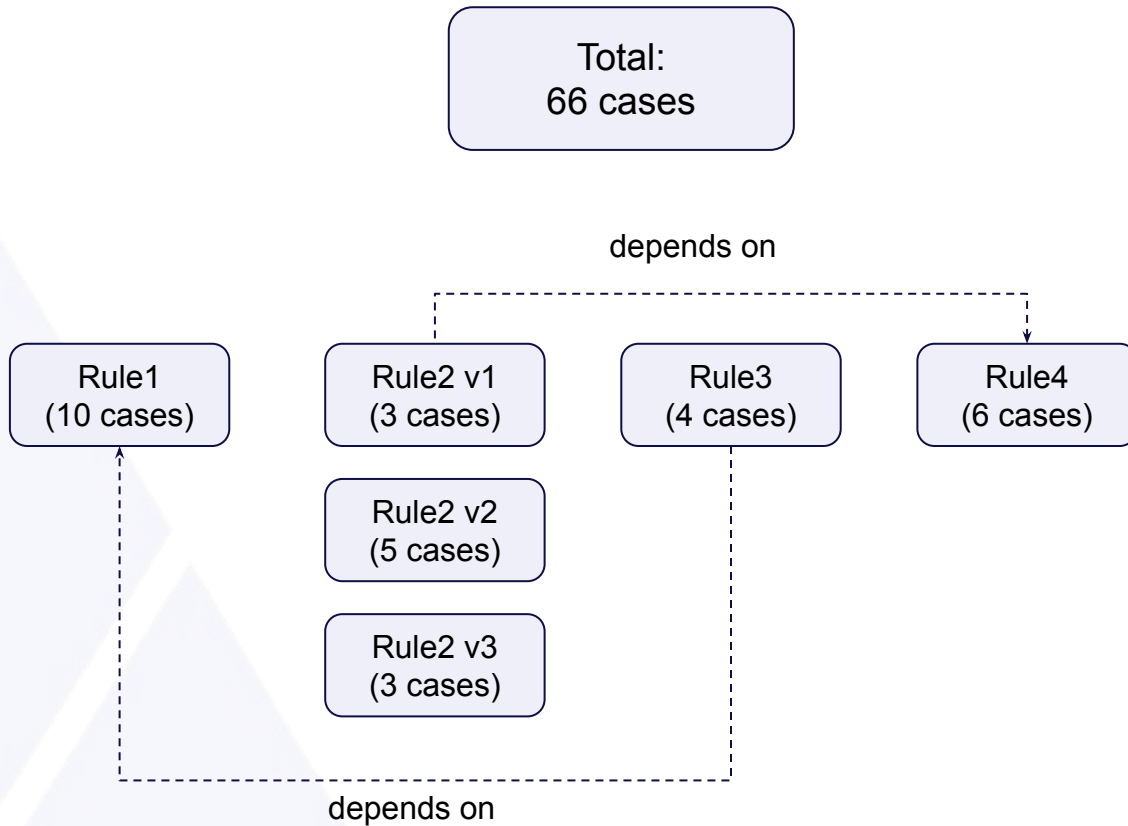 Total:
66 cases
depends on
Rule1
(10 cases)
Rule2 v1
(3 cases)
Rule3
(4 cases)
Rule4
(6 cases)
Rule2 v2
(5 cases)
Rule2 v3
(3 cases)
depends on